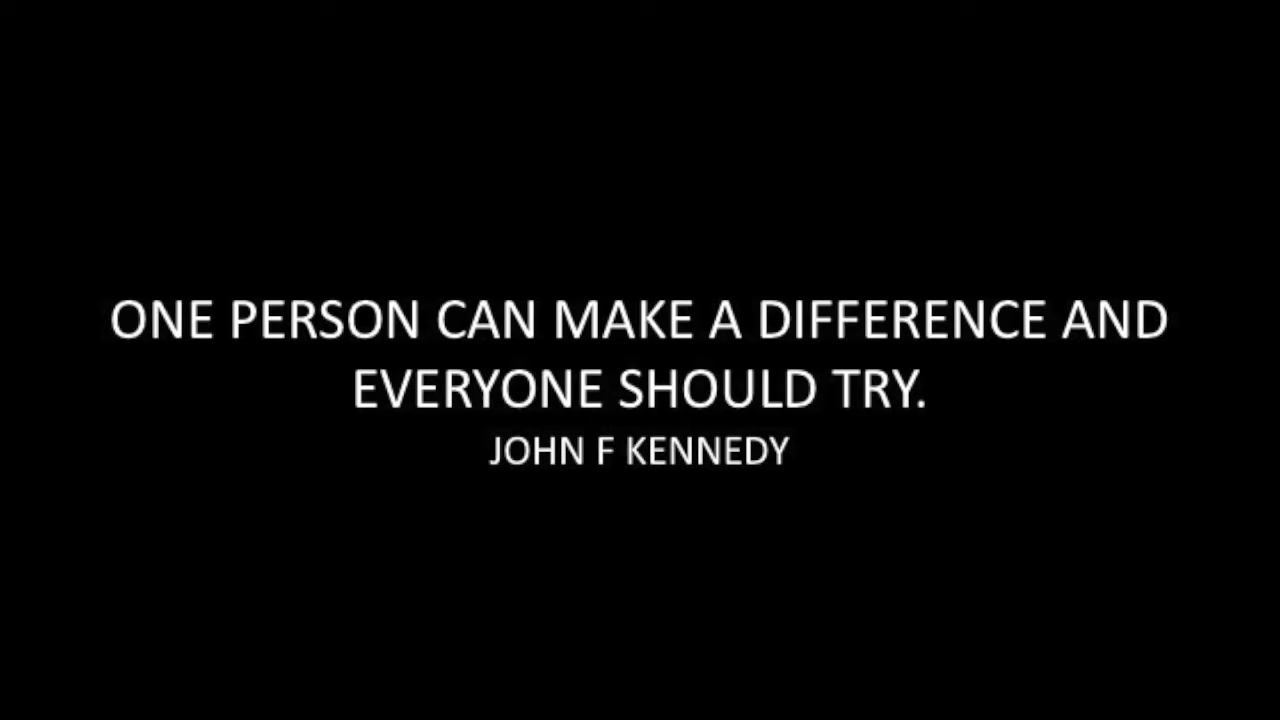 ONE PERSON CAN MAKE A DIFFERENCE AND
EVERYONE SHOULD TRY.
JOHN F KENNEDY